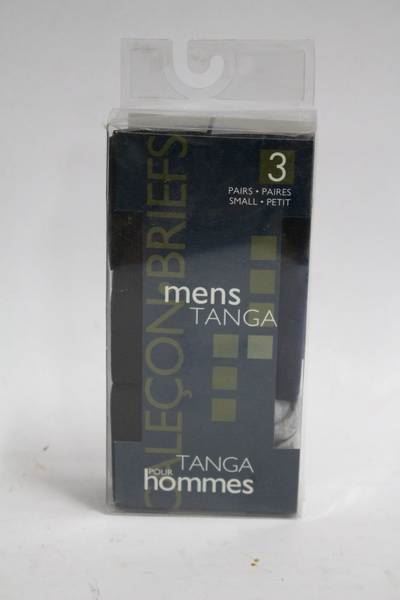 3
PAIRS • PAIRES
SMALL • PETIT
CALEÇON•BRIEFS
mens
TANGA
TANGA
POUR
hommes